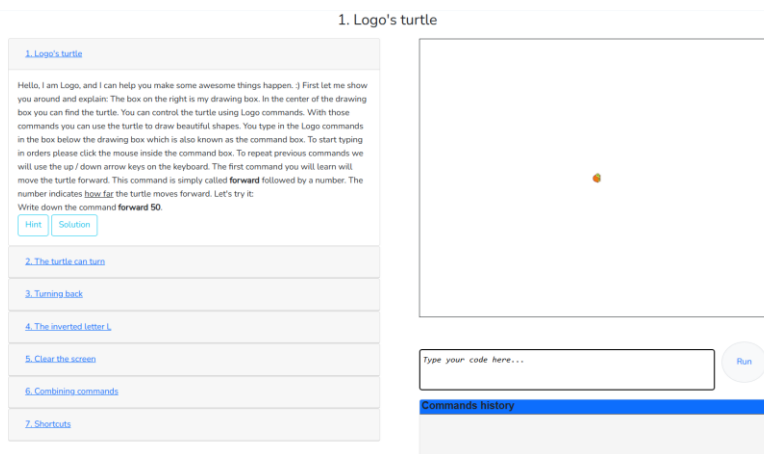 1. Logo's turtle
1. Logo's turtle
Hello, I am Logo, and I can help you make some awesome things happen. :) First let me show
you around and explain: The box on the right is my drawing box. In the center of the drawing
box you can find the turtle. You can control the turtle using Logo commands. With those
commands you can use the turtle to draw beautiful shapes. You type in the Logo commands
in the box below the drawing box which is also known as the command box. To start typing
in orders please click the mouse inside the command box. To repeat previous commands we
will use the up / down arrow keys on the keyboard. The first command you will learn will
move the turtle forward. This command is simply called forward followed by a number. The
number indicates how far the turtle moves forward. Let's try it:
Write down the command forward 50.
Hint
Solution
2. The turtle can turn
3. Turning back
4. The inverted letter L
5. Clear the screen
6. Combining commands
7. Shortcuts
Type your code here...
Run
Commands history